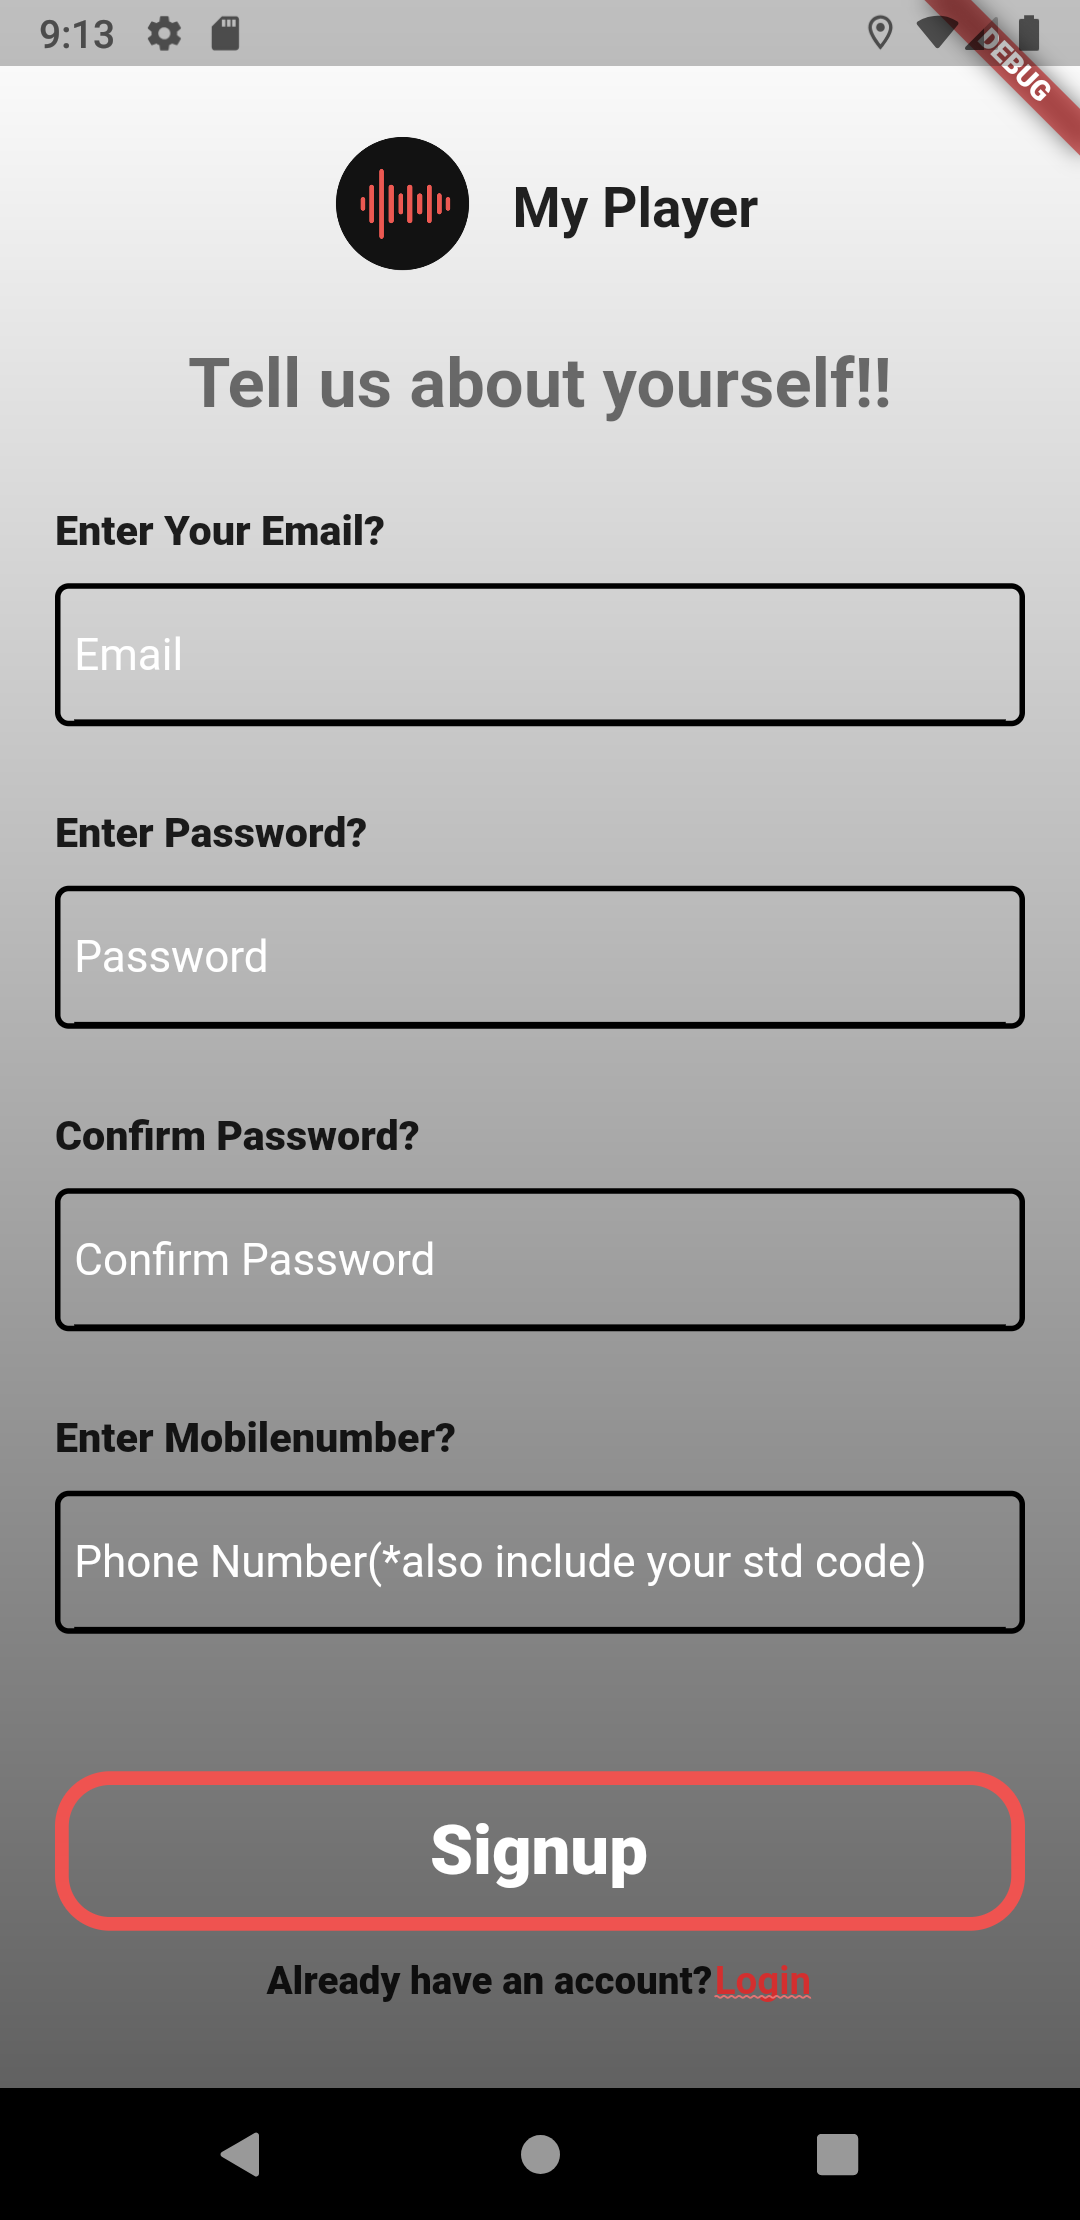 9:13
DEBUG
My Player
Tell us about yourself!!
Enter Your Email?
Email
Enter Password?
Password
Confirm Password?
Confirm Password
Enter Mobilenumber?
Phone Number(*also include your std code)
Signup
Already have an account?Login